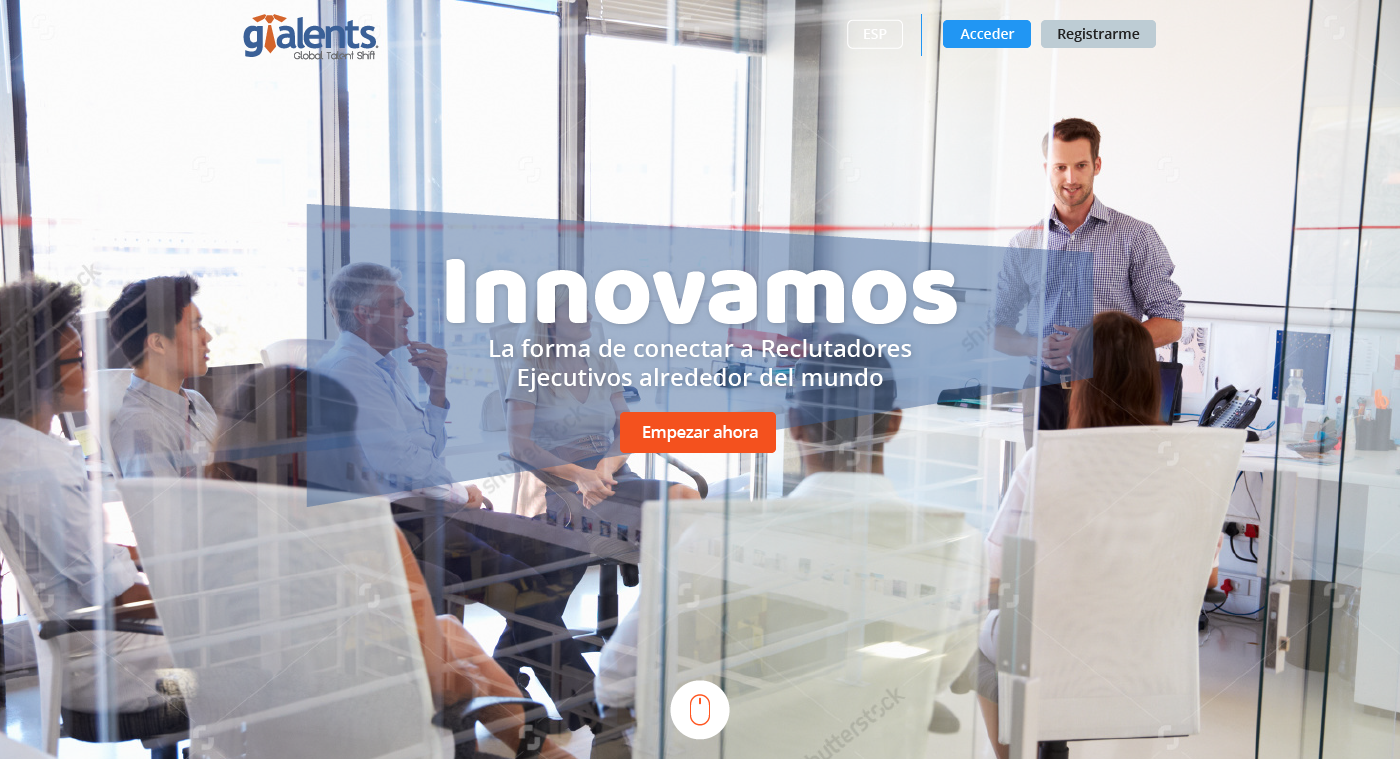 gtalents.
Global Talent Shift
ESP
Acceder
Registrarme
Innovamos
La forma de conectar a Reclutadores
Ejecutivos alrededor del mundo
Empezar ahora
shutterstock